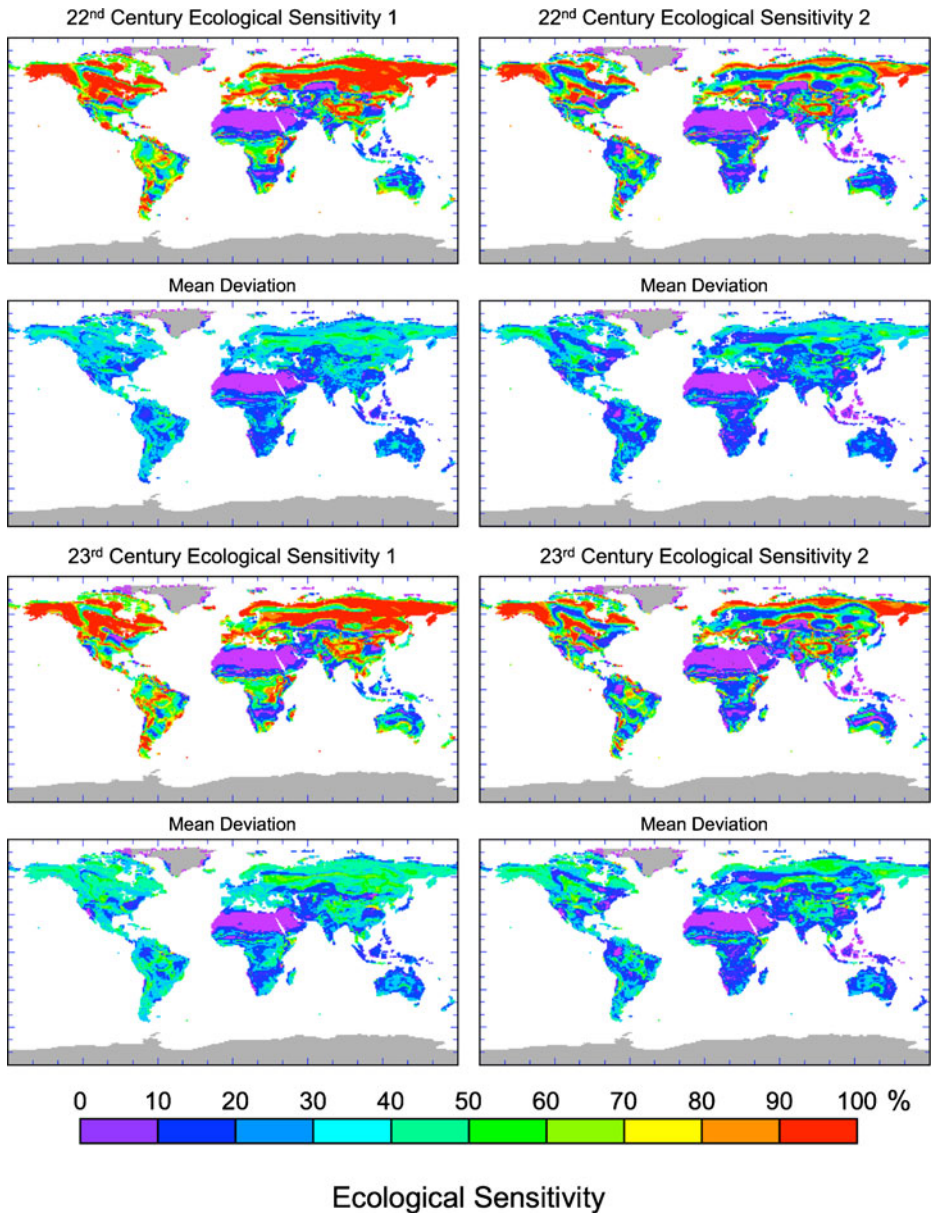 22nd Century Ecological Sensitivity 1
22nd Century Ecological Sensitivity 2
Mean Deviation
Mean Deviation
23rd Century Ecological Sensitivity 1
23rd Century Ecological Sensitivity 2
Mean Deviation
Mean Deviation
0 10 20 30 40 50 60 70 80 90 100 %
Ecological Sensitivity